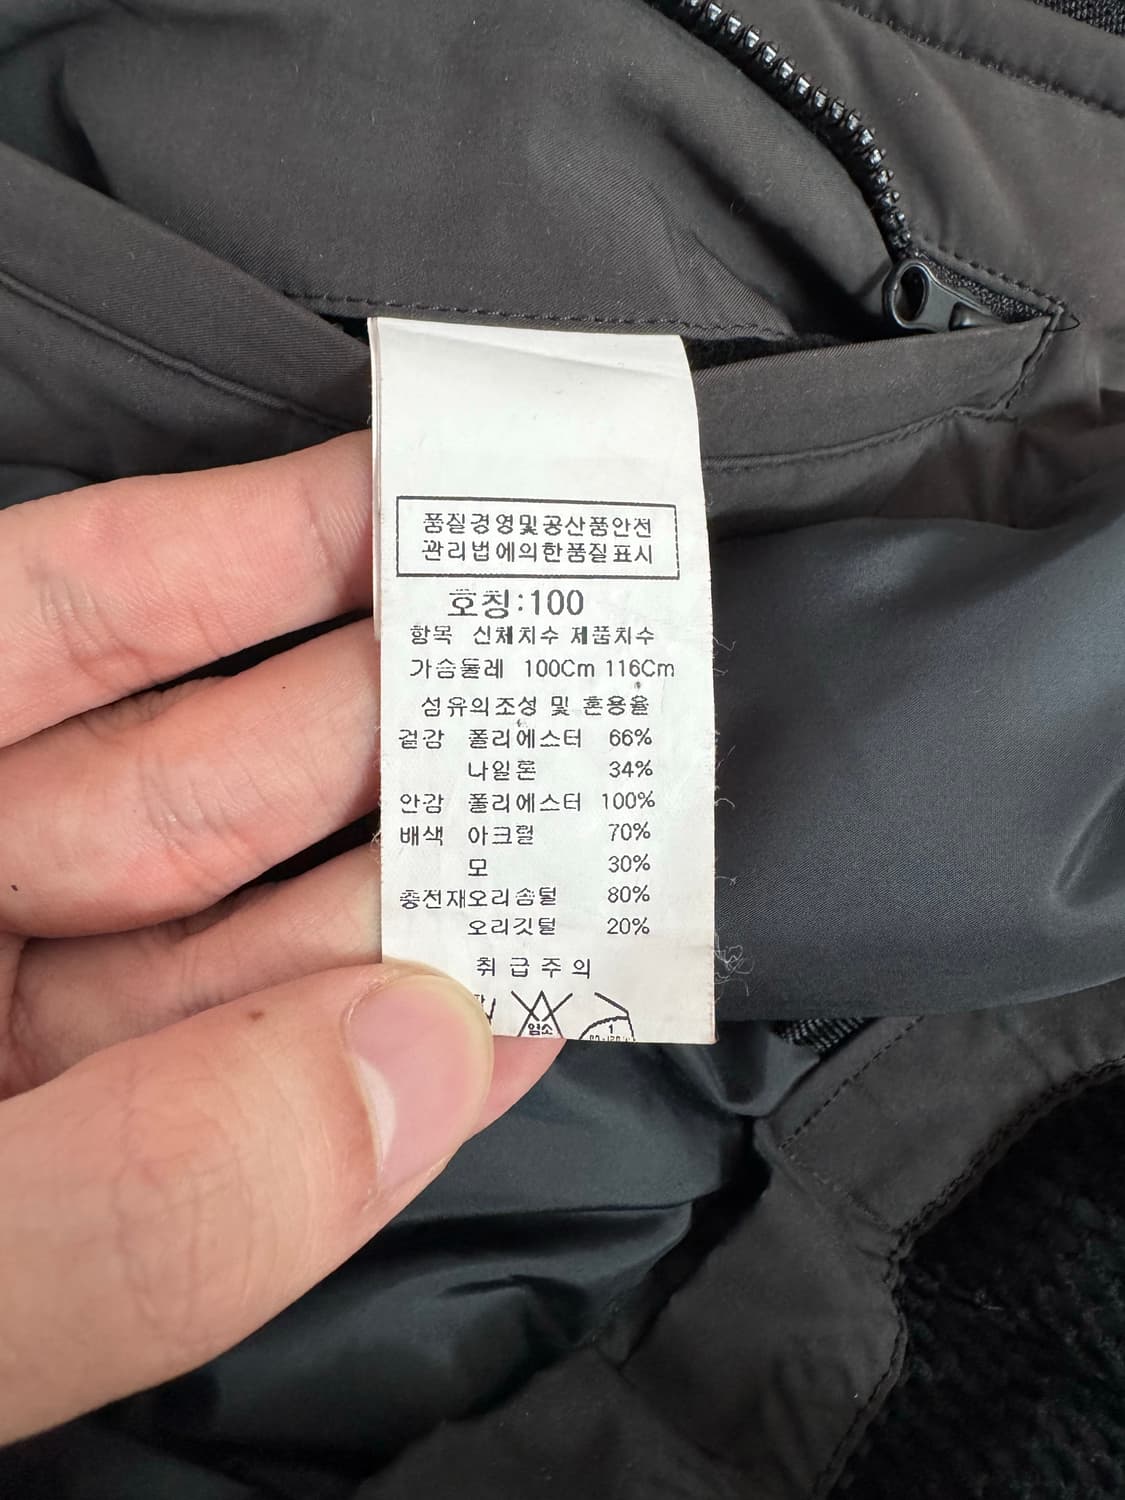 품질경영및공산품안전
관리법에의한품질표시
호칭:100
항목 신체치수 제품치수
가슴둘레 100Cm 116Cm
섬유의조성 및 혼용율
겉감 폴리에스터 66%
나일론 34%
안감 폴리에스터 100%
배색 아크릴 70%
모 30%
충전재오리솜털 80%
오리깃털 20%
취급주의
염소
1